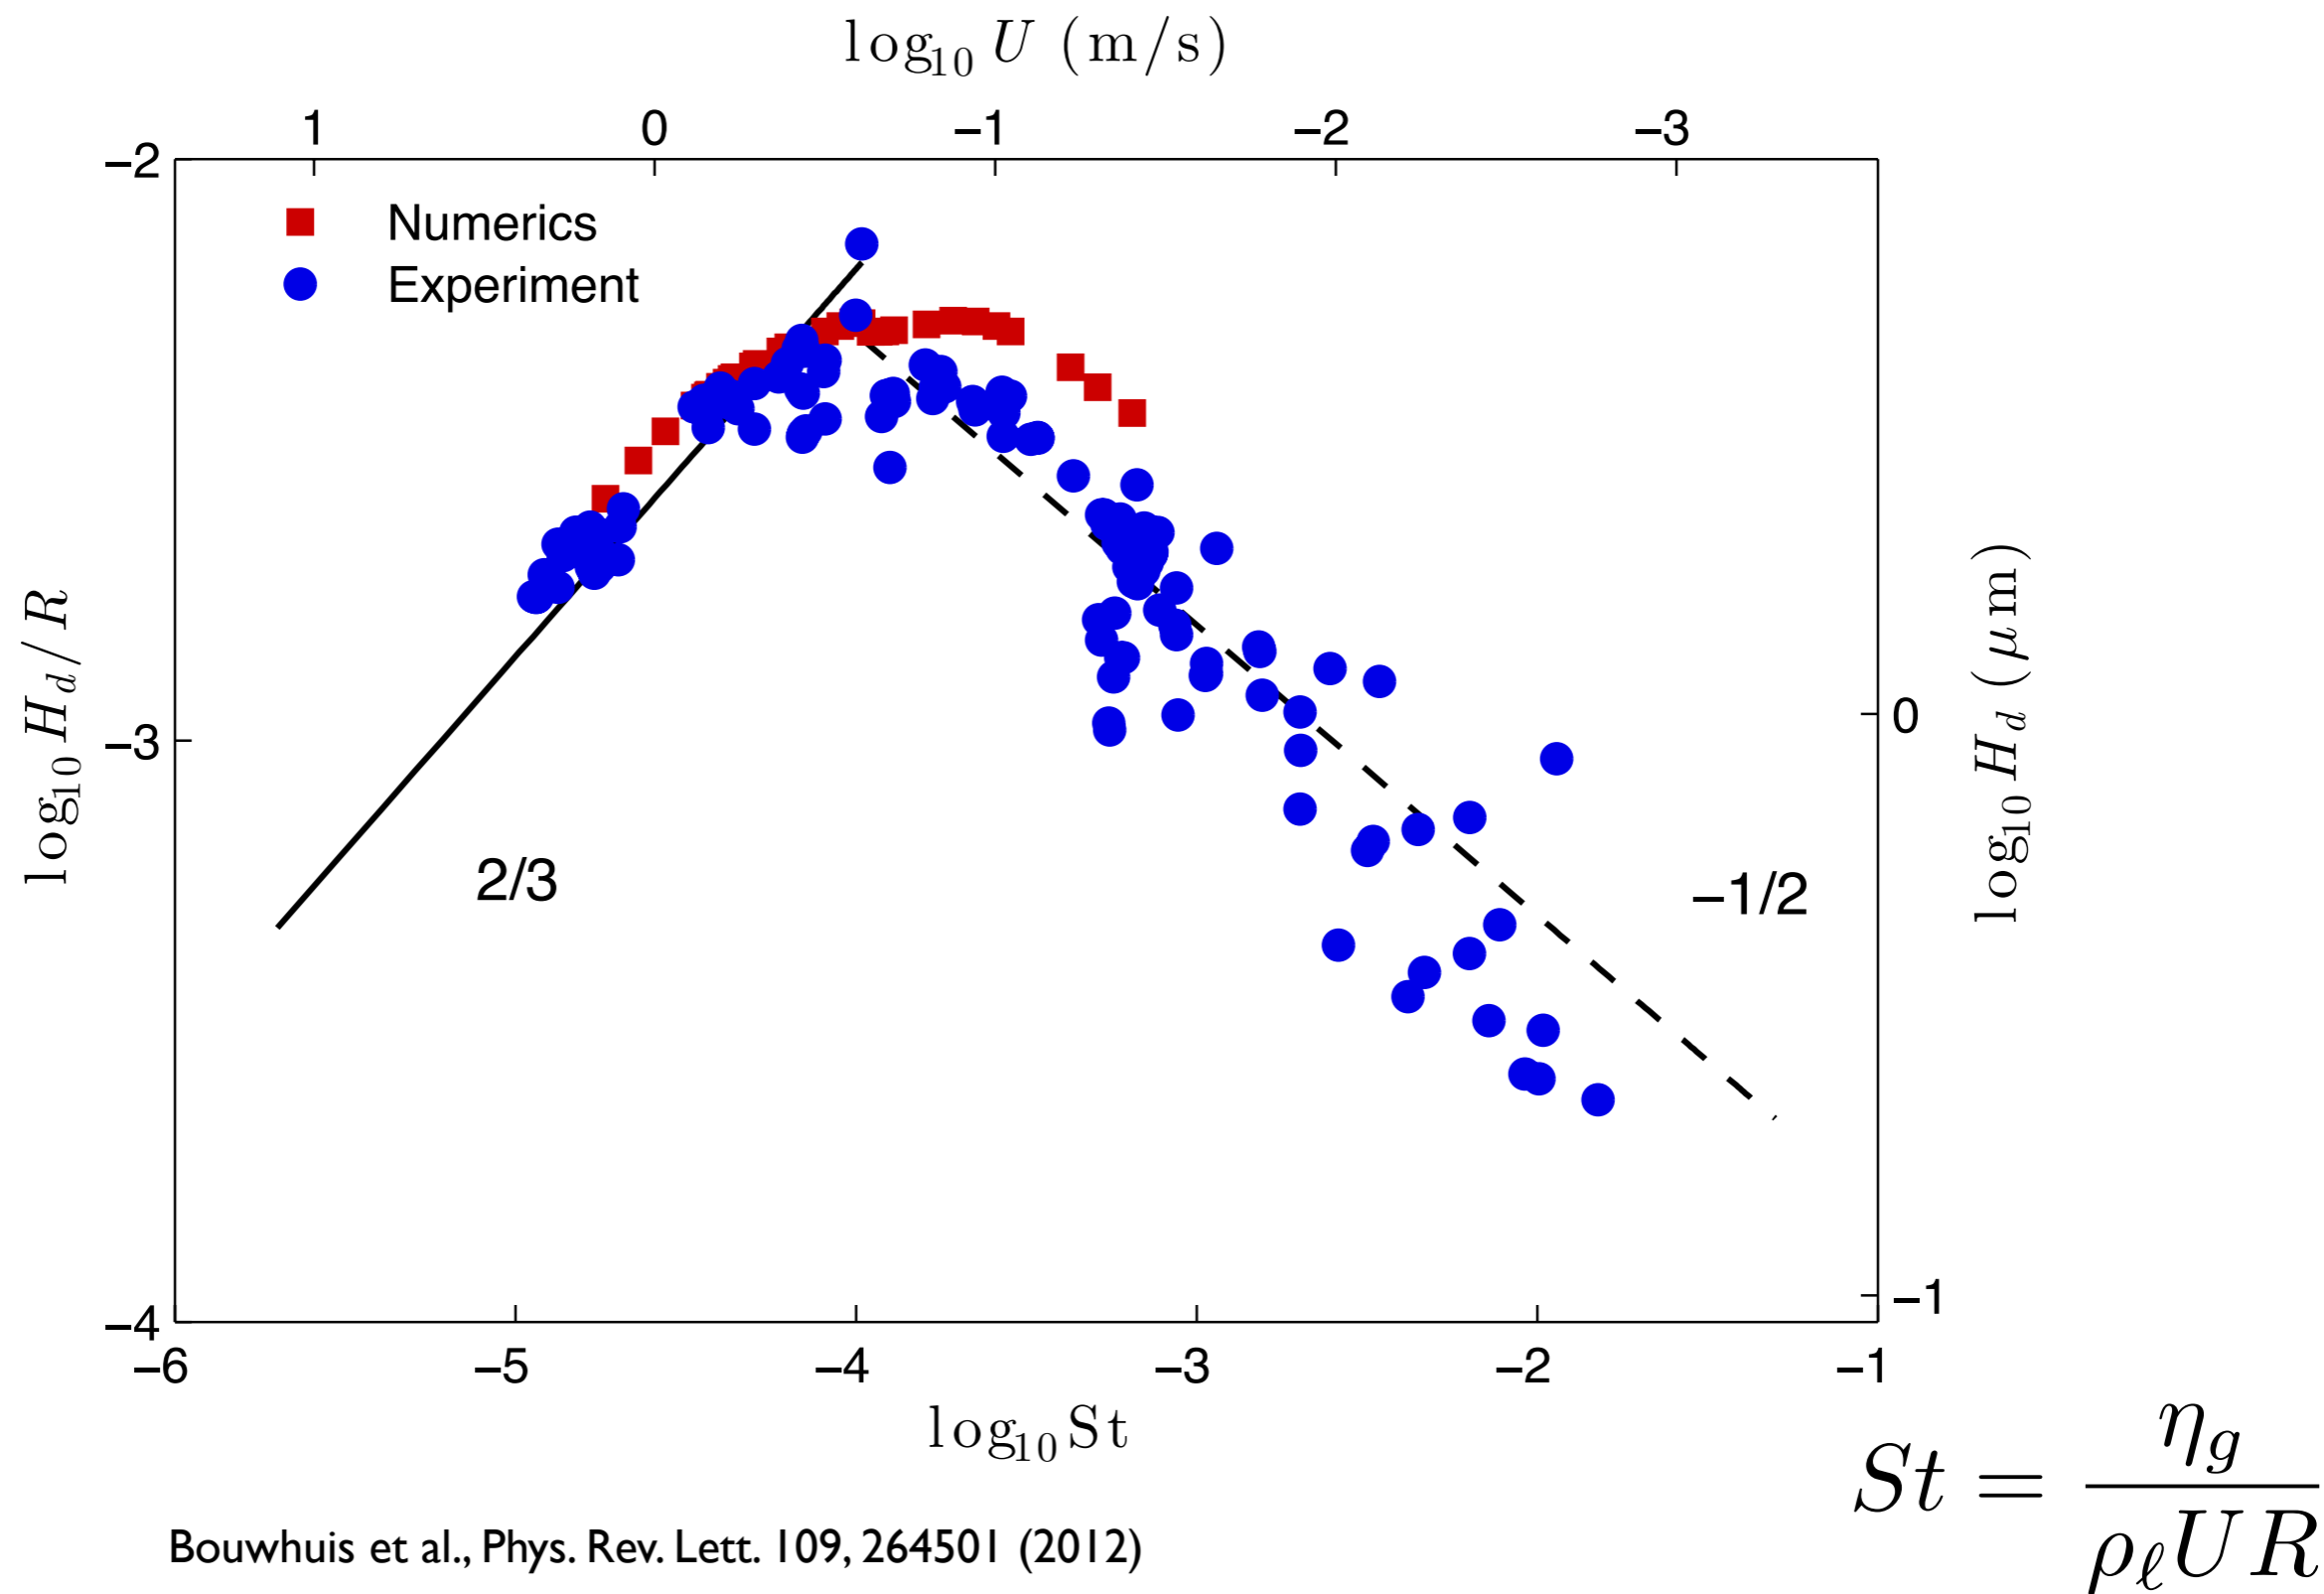 log₁₀ U (m/s)
1 0 −1 −2 −3
−2
Numerics
Experiment
log₁₀ H_d / R
−3
0
log₁₀ H_d (μm)
2/3
−1/2
−1
−4
−6 −5 −4 −3 −2 −1
log₁₀ St
St = η_g / ρ_ℓ U R
Bouwhuis et al., Phys. Rev. Lett. 109, 264501 (2012)